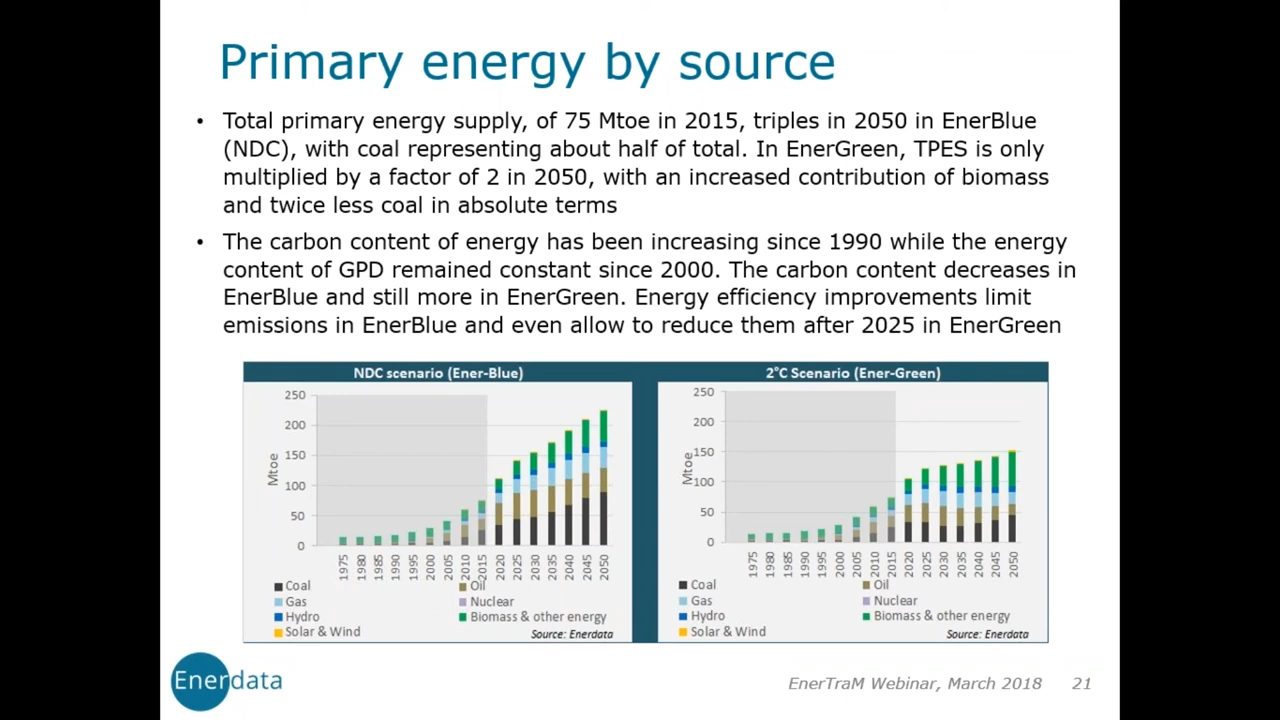 Primary energy by source
• Total primary energy supply, of 75 Mtoe in 2015, triples in 2050 in EnerBlue
(NDC), with coal representing about half of total. In EnerGreen, TPES is only
multiplied by a factor of 2 in 2050, with an increased contribution of biomass
and twice less coal in absolute terms
• The carbon content of energy has been increasing since 1990 while the energy
content of GPD remained constant since 2000. The carbon content decreases in
EnerBlue and still more in EnerGreen. Energy efficiency improvements limit
emissions in EnerBlue and even allow to reduce them after 2025 in EnerGreen
NDC scenario (Ener-Blue)
250
200
150
100
50
0
Mtoe
1975 1980 1985 1990 1995 2000 2005 2010 2015 2020 2025 2030 2035 2040 2045 2050
Coal Oil
Gas Nuclear
Hydro Biomass & other energy
Solar & Wind Source: Enerdata
2°C Scenario (Ener-Green)
250
200
150
100
50
0
Mtoe
1975 1980 1985 1990 1995 2000 2005 2010 2015 2020 2025 2030 2035 2040 2045 2050
Coal Oil
Gas Nuclear
Hydro Biomass & other energy
Solar & Wind Source: Enerdata
Enerdata
EnerTraM Webinar, March 2018 21